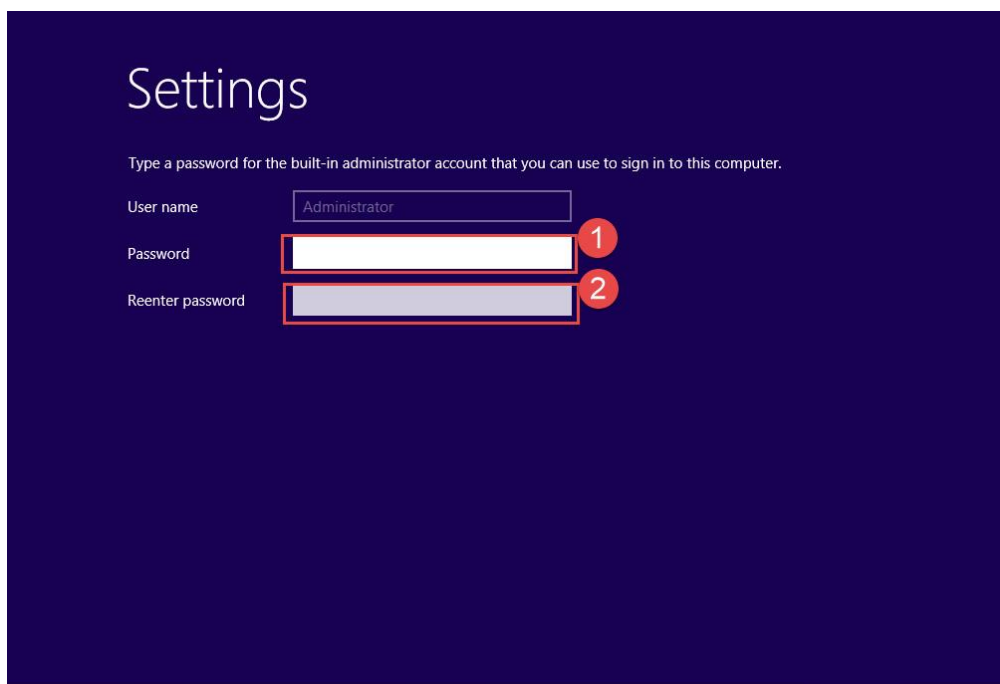 Settings
Type a password for the built-in administrator account that you can use to sign in to this computer.
User name Administrator
Password 1
Reenter password 2